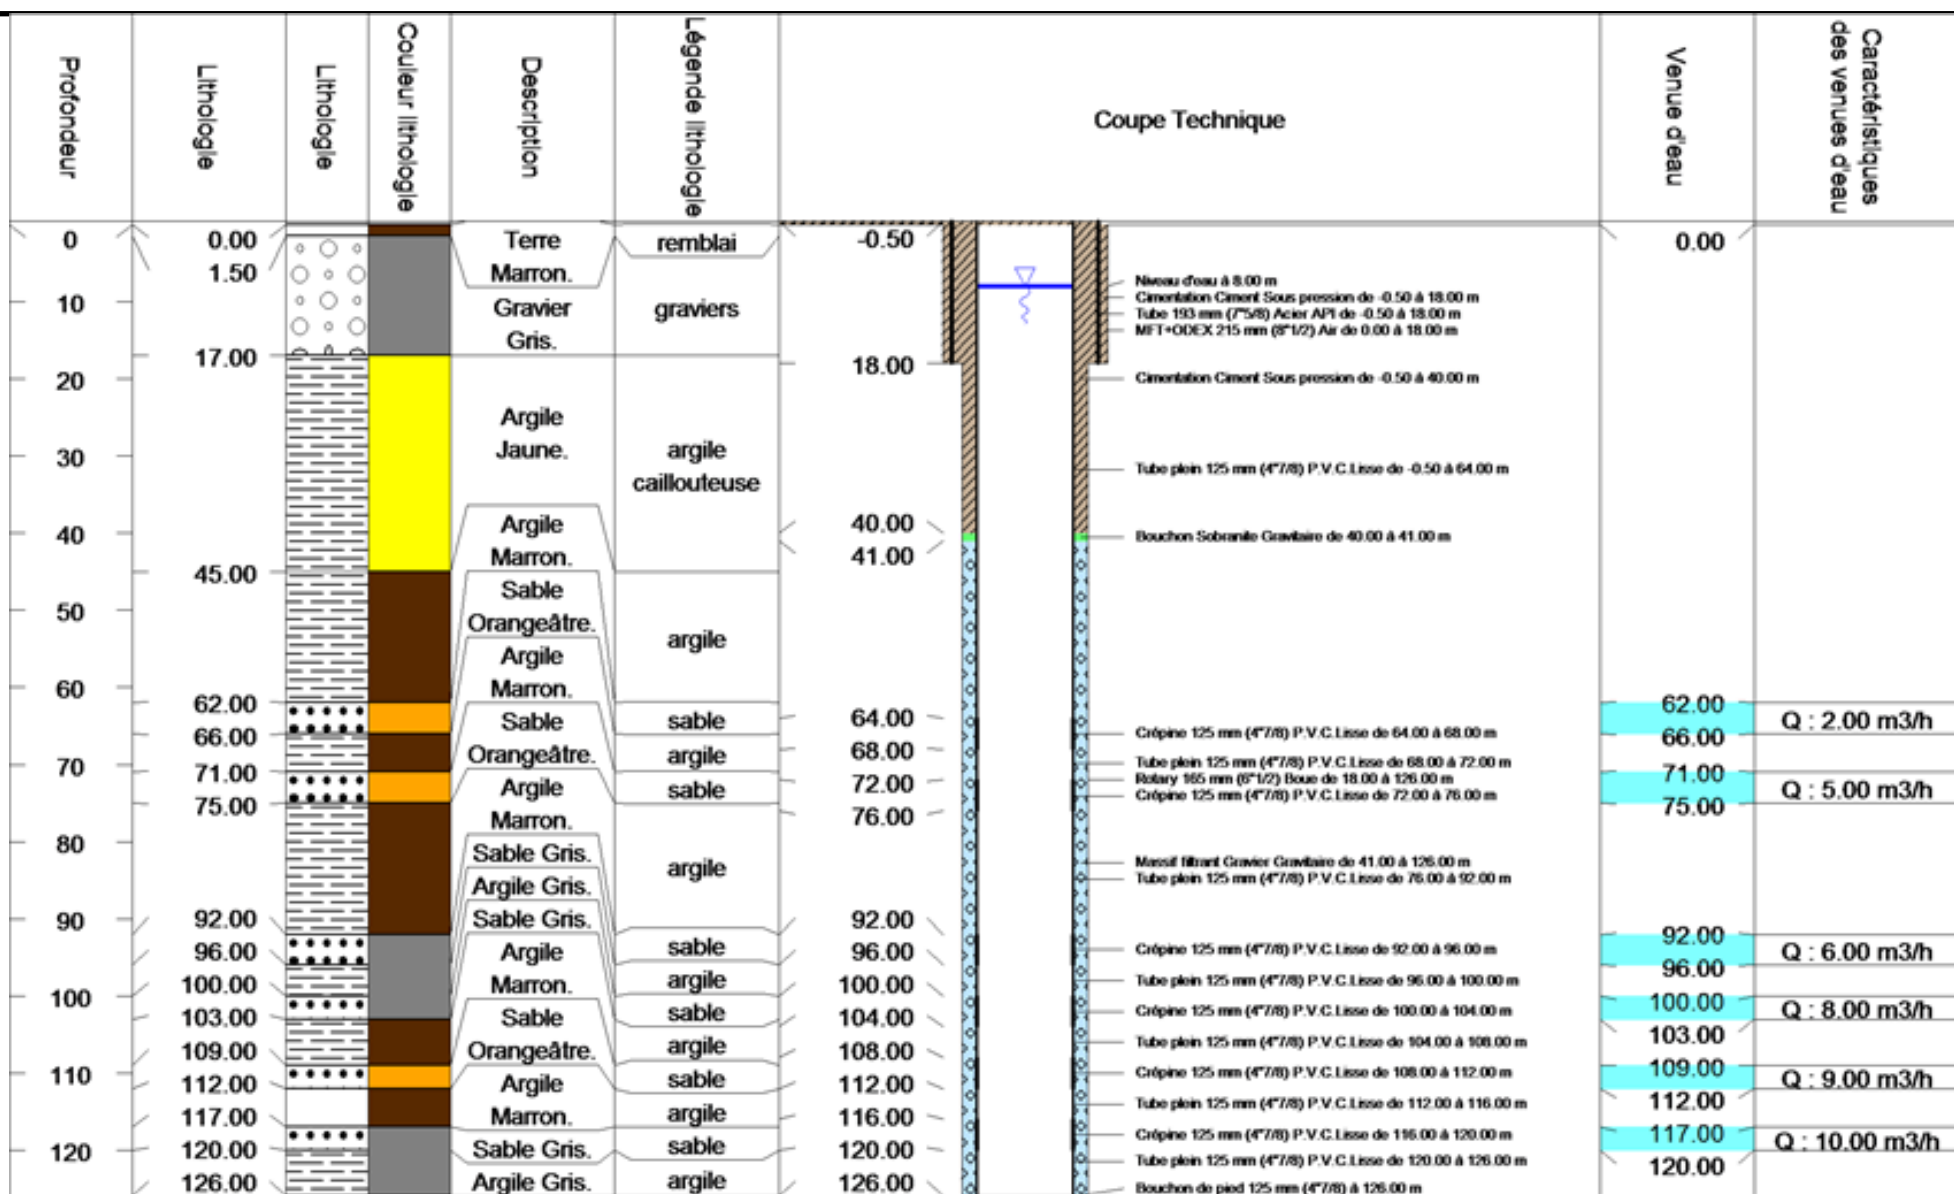 Profondeur
Lithologie
Lithologie
Couleur lithologie
Description
Légende lithologie
Coupe Technique
Venue d'eau
Caractéristiques
des venues d'eau
0
10
20
30
40
50
60
70
80
90
100
110
120
0.00
1.50
17.00
45.00
62.00
66.00
71.00
75.00
92.00
96.00
100.00
103.00
109.00
112.00
117.00
120.00
126.00
Terre
Marron.
Gravier
Gris.
Argile
Jaune.
Argile
Marron.
Sable
Orangeâtre.
Argile
Marron.
Sable
Orangeâtre.
Argile
Marron.
Sable Gris.
Argile Gris.
Sable Gris.
Argile
Marron.
Sable
Orangeâtre.
Argile
Marron.
Sable Gris.
Argile Gris.
remblai
graviers
argile
caillouteuse
argile
sable
argile
sable
argile
sable
argile
sable
argile
sable
argile
sable
argile
-0.50
18.00
40.00
41.00
64.00
68.00
72.00
76.00
92.00
96.00
100.00
104.00
108.00
112.00
116.00
120.00
126.00
Niveau d'eau à 8.00 m
Cimentation Ciment Sous pression de -0.50 à 18.00 m
Tube 193 mm (7"5/8) Acier API de -0.50 à 18.00 m
MFT+ODEX 215 mm (8"1/2) Air de 0.00 à 18.00 m
Cimentation Ciment Sous pression de -0.50 à 40.00 m
Tube plein 125 mm (4"7/8) P.V.C.Lisse de -0.50 à 64.00 m
Bouchon Sobranite Gravitaire de 40.00 à 41.00 m
Crépine 125 mm (4"7/8) P.V.C.Lisse de 64.00 à 68.00 m
Tube plein 125 mm (4"7/8) P.V.C.Lisse de 68.00 à 72.00 m
Rotary 165 mm (6"1/2) Boue de 18.00 à 126.00 m
Crépine 125 mm (4"7/8) P.V.C.Lisse de 72.00 à 76.00 m
Massif filtrant Gravier Gravitaire de 41.00 à 126.00 m
Tube plein 125 mm (4"7/8) P.V.C.Lisse de 76.00 à 92.00 m
Crépine 125 mm (4"7/8) P.V.C.Lisse de 92.00 à 96.00 m
Tube plein 125 mm (4"7/8) P.V.C.Lisse de 96.00 à 100.00 m
Crépine 125 mm (4"7/8) P.V.C.Lisse de 100.00 à 104.00 m
Tube plein 125 mm (4"7/8) P.V.C.Lisse de 104.00 à 108.00 m
Crépine 125 mm (4"7/8) P.V.C.Lisse de 108.00 à 112.00 m
Tube plein 125 mm (4"7/8) P.V.C.Lisse de 112.00 à 116.00 m
Crépine 125 mm (4"7/8) P.V.C.Lisse de 116.00 à 120.00 m
Tube plein 125 mm (4"7/8) P.V.C.Lisse de 120.00 à 126.00 m
Bouchon de pied 125 mm (4"7/8) à 126.00 m
0.00
62.00
66.00
71.00
75.00
92.00
96.00
100.00
103.00
109.00
112.00
117.00
120.00
Q : 2.00 m3/h
Q : 5.00 m3/h
Q : 6.00 m3/h
Q : 8.00 m3/h
Q : 9.00 m3/h
Q : 10.00 m3/h